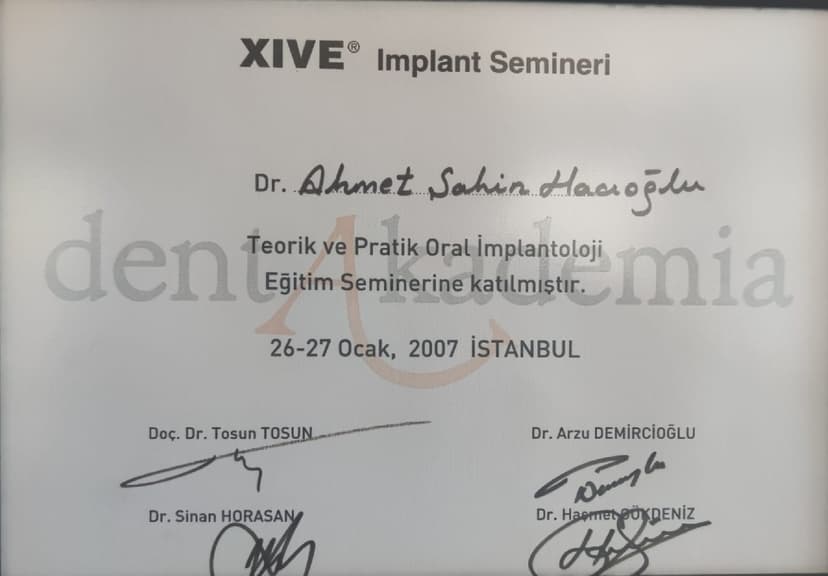 XIVE® Implant Semineri
Dr. Ahmet Şahin Hacıoğlu
dentAkademia
Teorik ve Pratik Oral İmplantoloji
Eğitim Seminerine katılmıştır.
26-27 Ocak, 2007 İSTANBUL
Doç. Dr. Tosun TOSUN
Dr. Arzu DEMİRCİOĞLU
Dr. Sinan HORASAN
Dr. Haşmet GÖKDENİZ